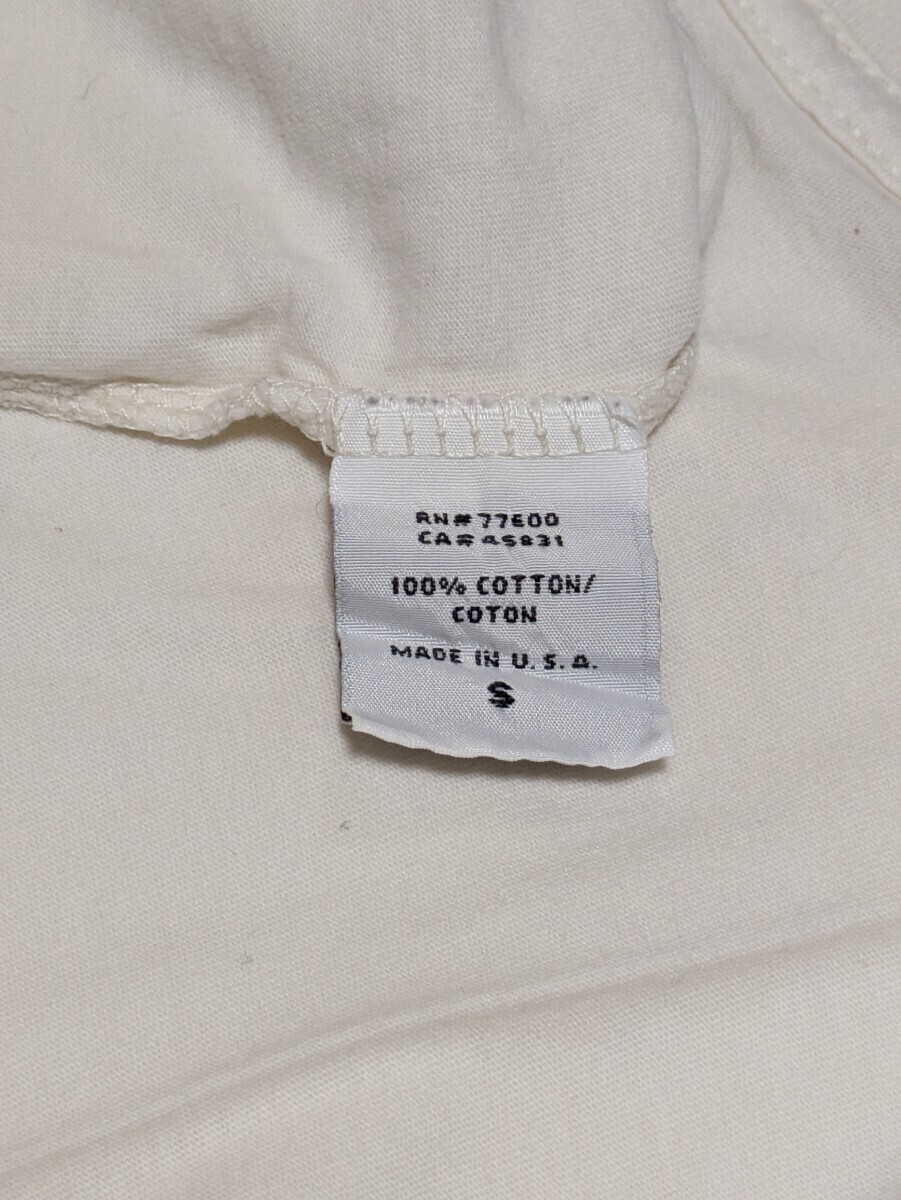 RN#77600
CA#45831
100% COTTON/
COTON
MADE IN U.S.A.
S